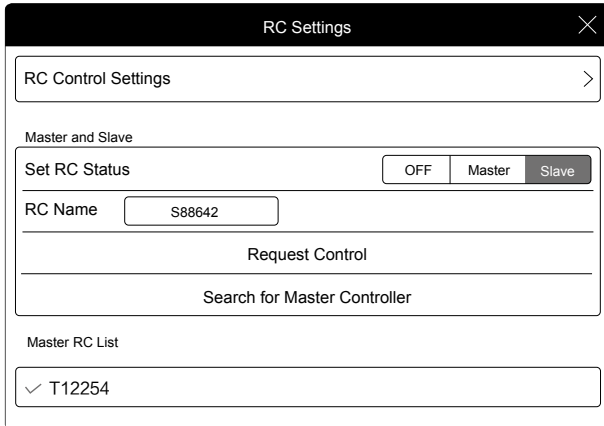 RC Settings
RC Control Settings
Master and Slave
Set RC Status OFF Master Slave
RC Name S88642
Request Control
Search for Master Controller
Master RC List
T12254